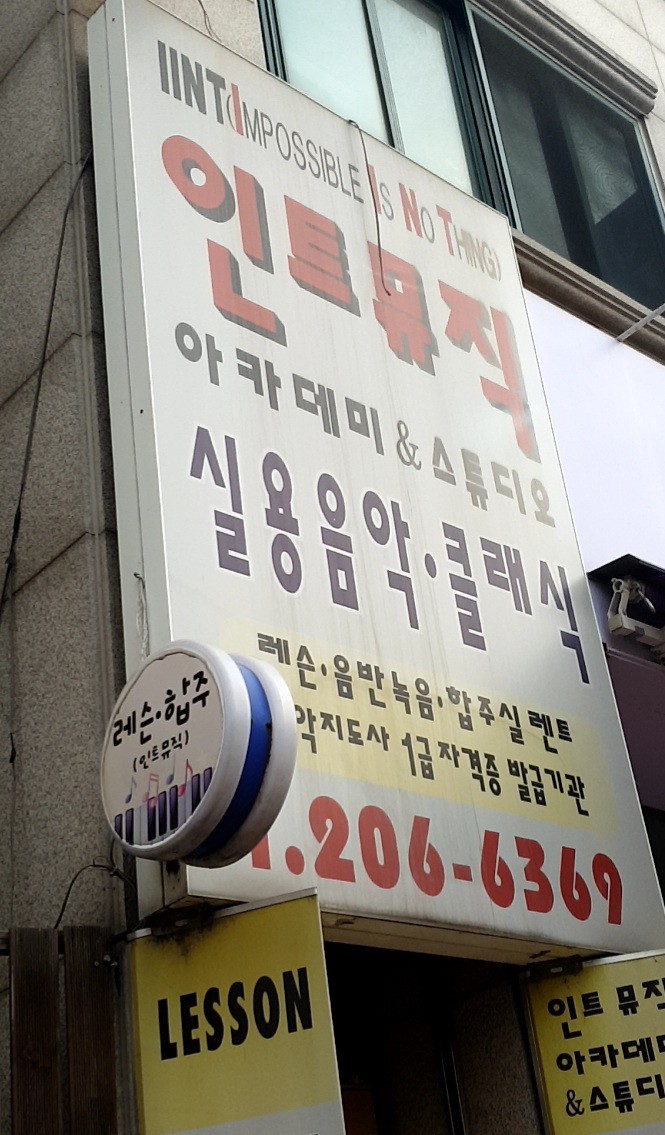 IINT(IMPOSSIBLE IS NOTHING)
인트뮤직
아카데미 & 스튜디오
실용음악·클래식
레슨·음반녹음·합주실 렌트
악지도사 1급 자격증 발급기관
.206-6369
레슨·합주
(인트뮤직)
LESSON
인트 뮤직
아카데미
&스튜디